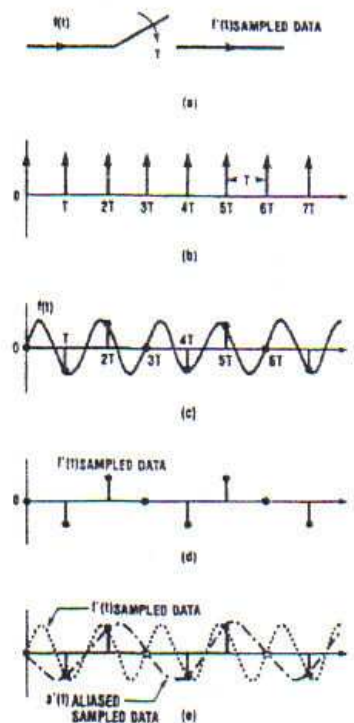 f(t)
T
f*(t) SAMPLED DATA
(a)
T
0
T 2T 3T 4T 5T 6T 7T
(b)
f(t)
T 4T
0
2T 3T 5T 6T
(c)
f*(t) SAMPLED DATA
0
(d)
f*(t) SAMPLED DATA
0
a*(t) ALIASED
SAMPLED DATA
(e)